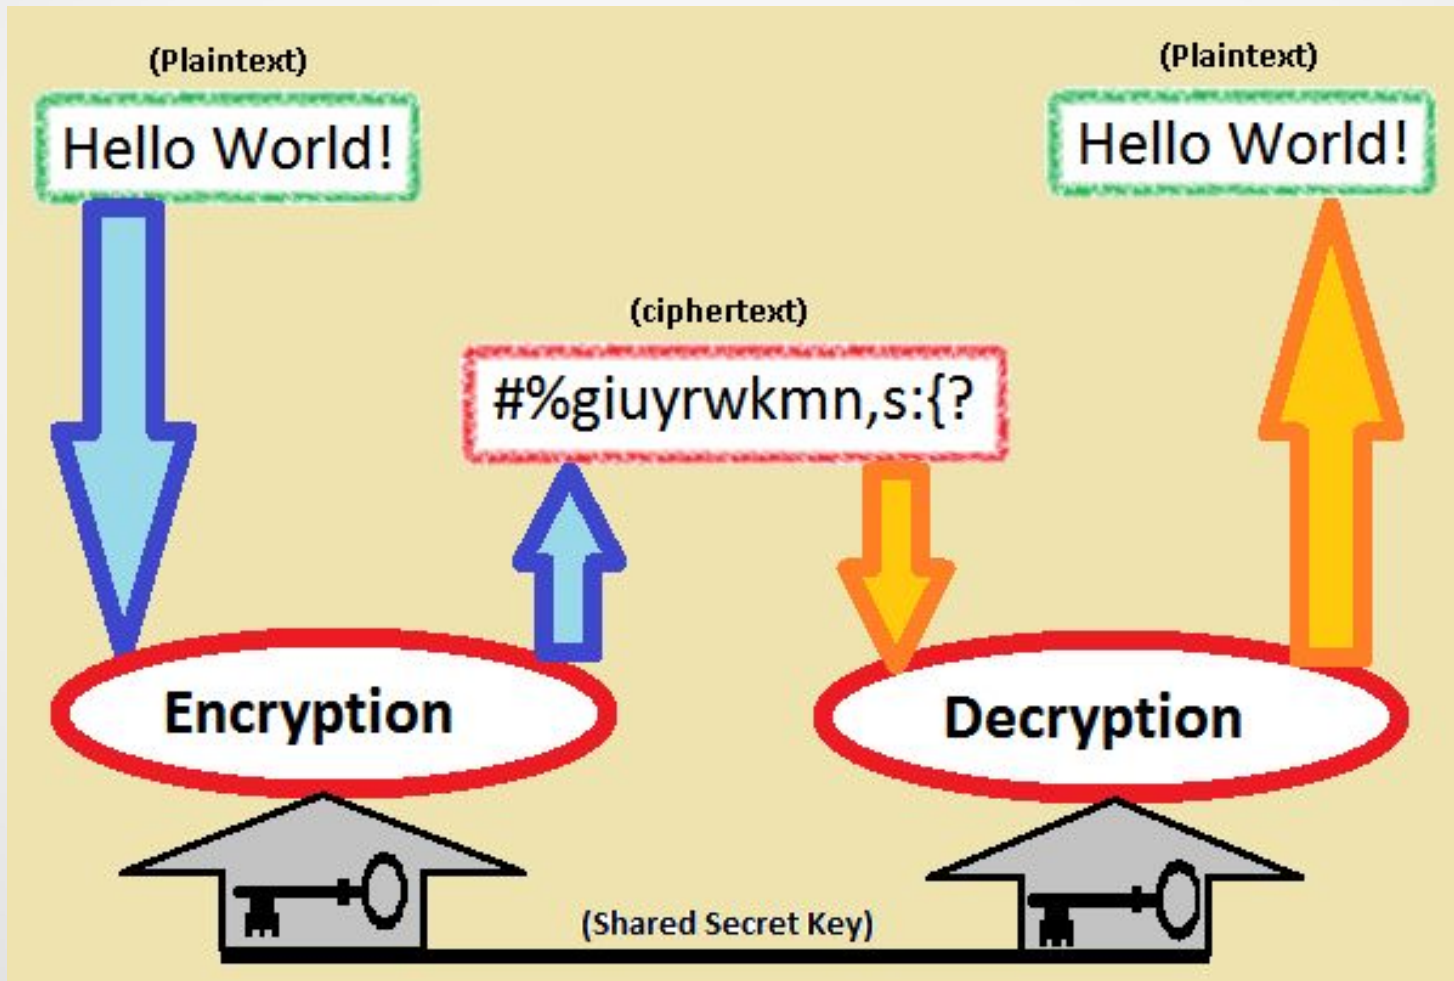 (Plaintext)
Hello World!
(Plaintext)
Hello World!
(ciphertext)
#%giuyrwkmn,s:{?
Encryption
Decryption
(Shared Secret Key)